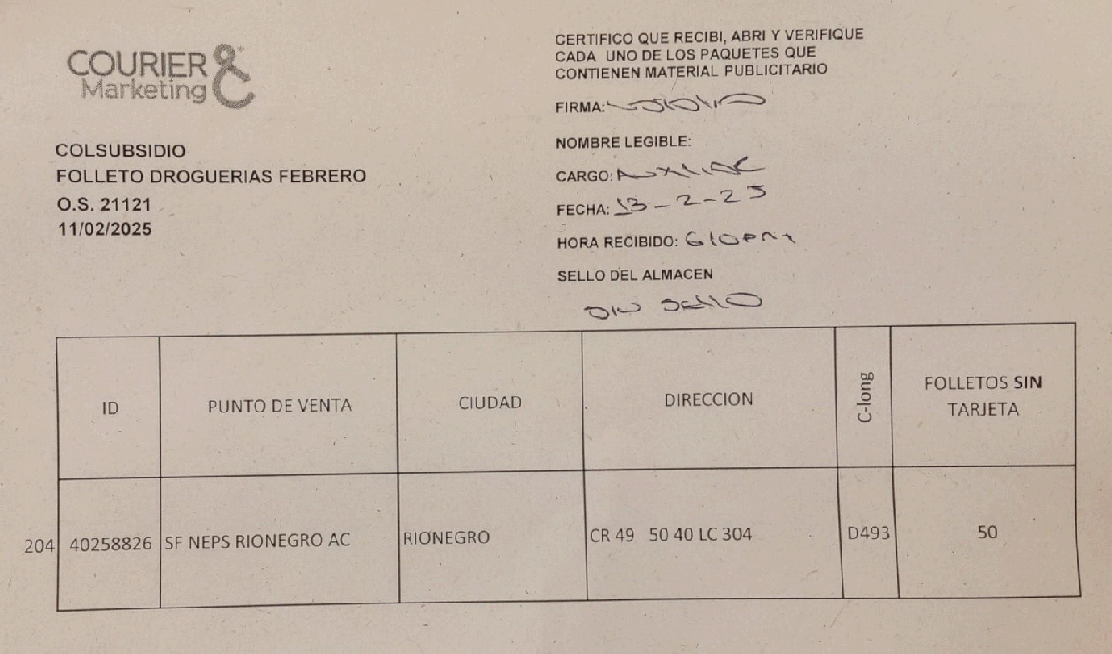 COURIER &
Marketing
COLSUBSIDIO
FOLLETO DROGUERIAS FEBRERO
O.S. 21121
11/02/2025
CERTIFICO QUE RECIBI, ABRI Y VERIFIQUE
CADA UNO DE LOS PAQUETES QUE
CONTIENEN MATERIAL PUBLICITARIO
FIRMA:
NOMBRE LEGIBLE:
CARGO:
FECHA: 13-2-25
HORA RECIBIDO: 610pm
SELLO DEL ALMACEN
Sin sello
ID PUNTO DE VENTA CIUDAD DIRECCION C-long FOLLETOS SIN TARJETA
204 40258826 SF NEPS RIONEGRO AC RIONEGRO CR 49 50 40 LC 304 D493 50